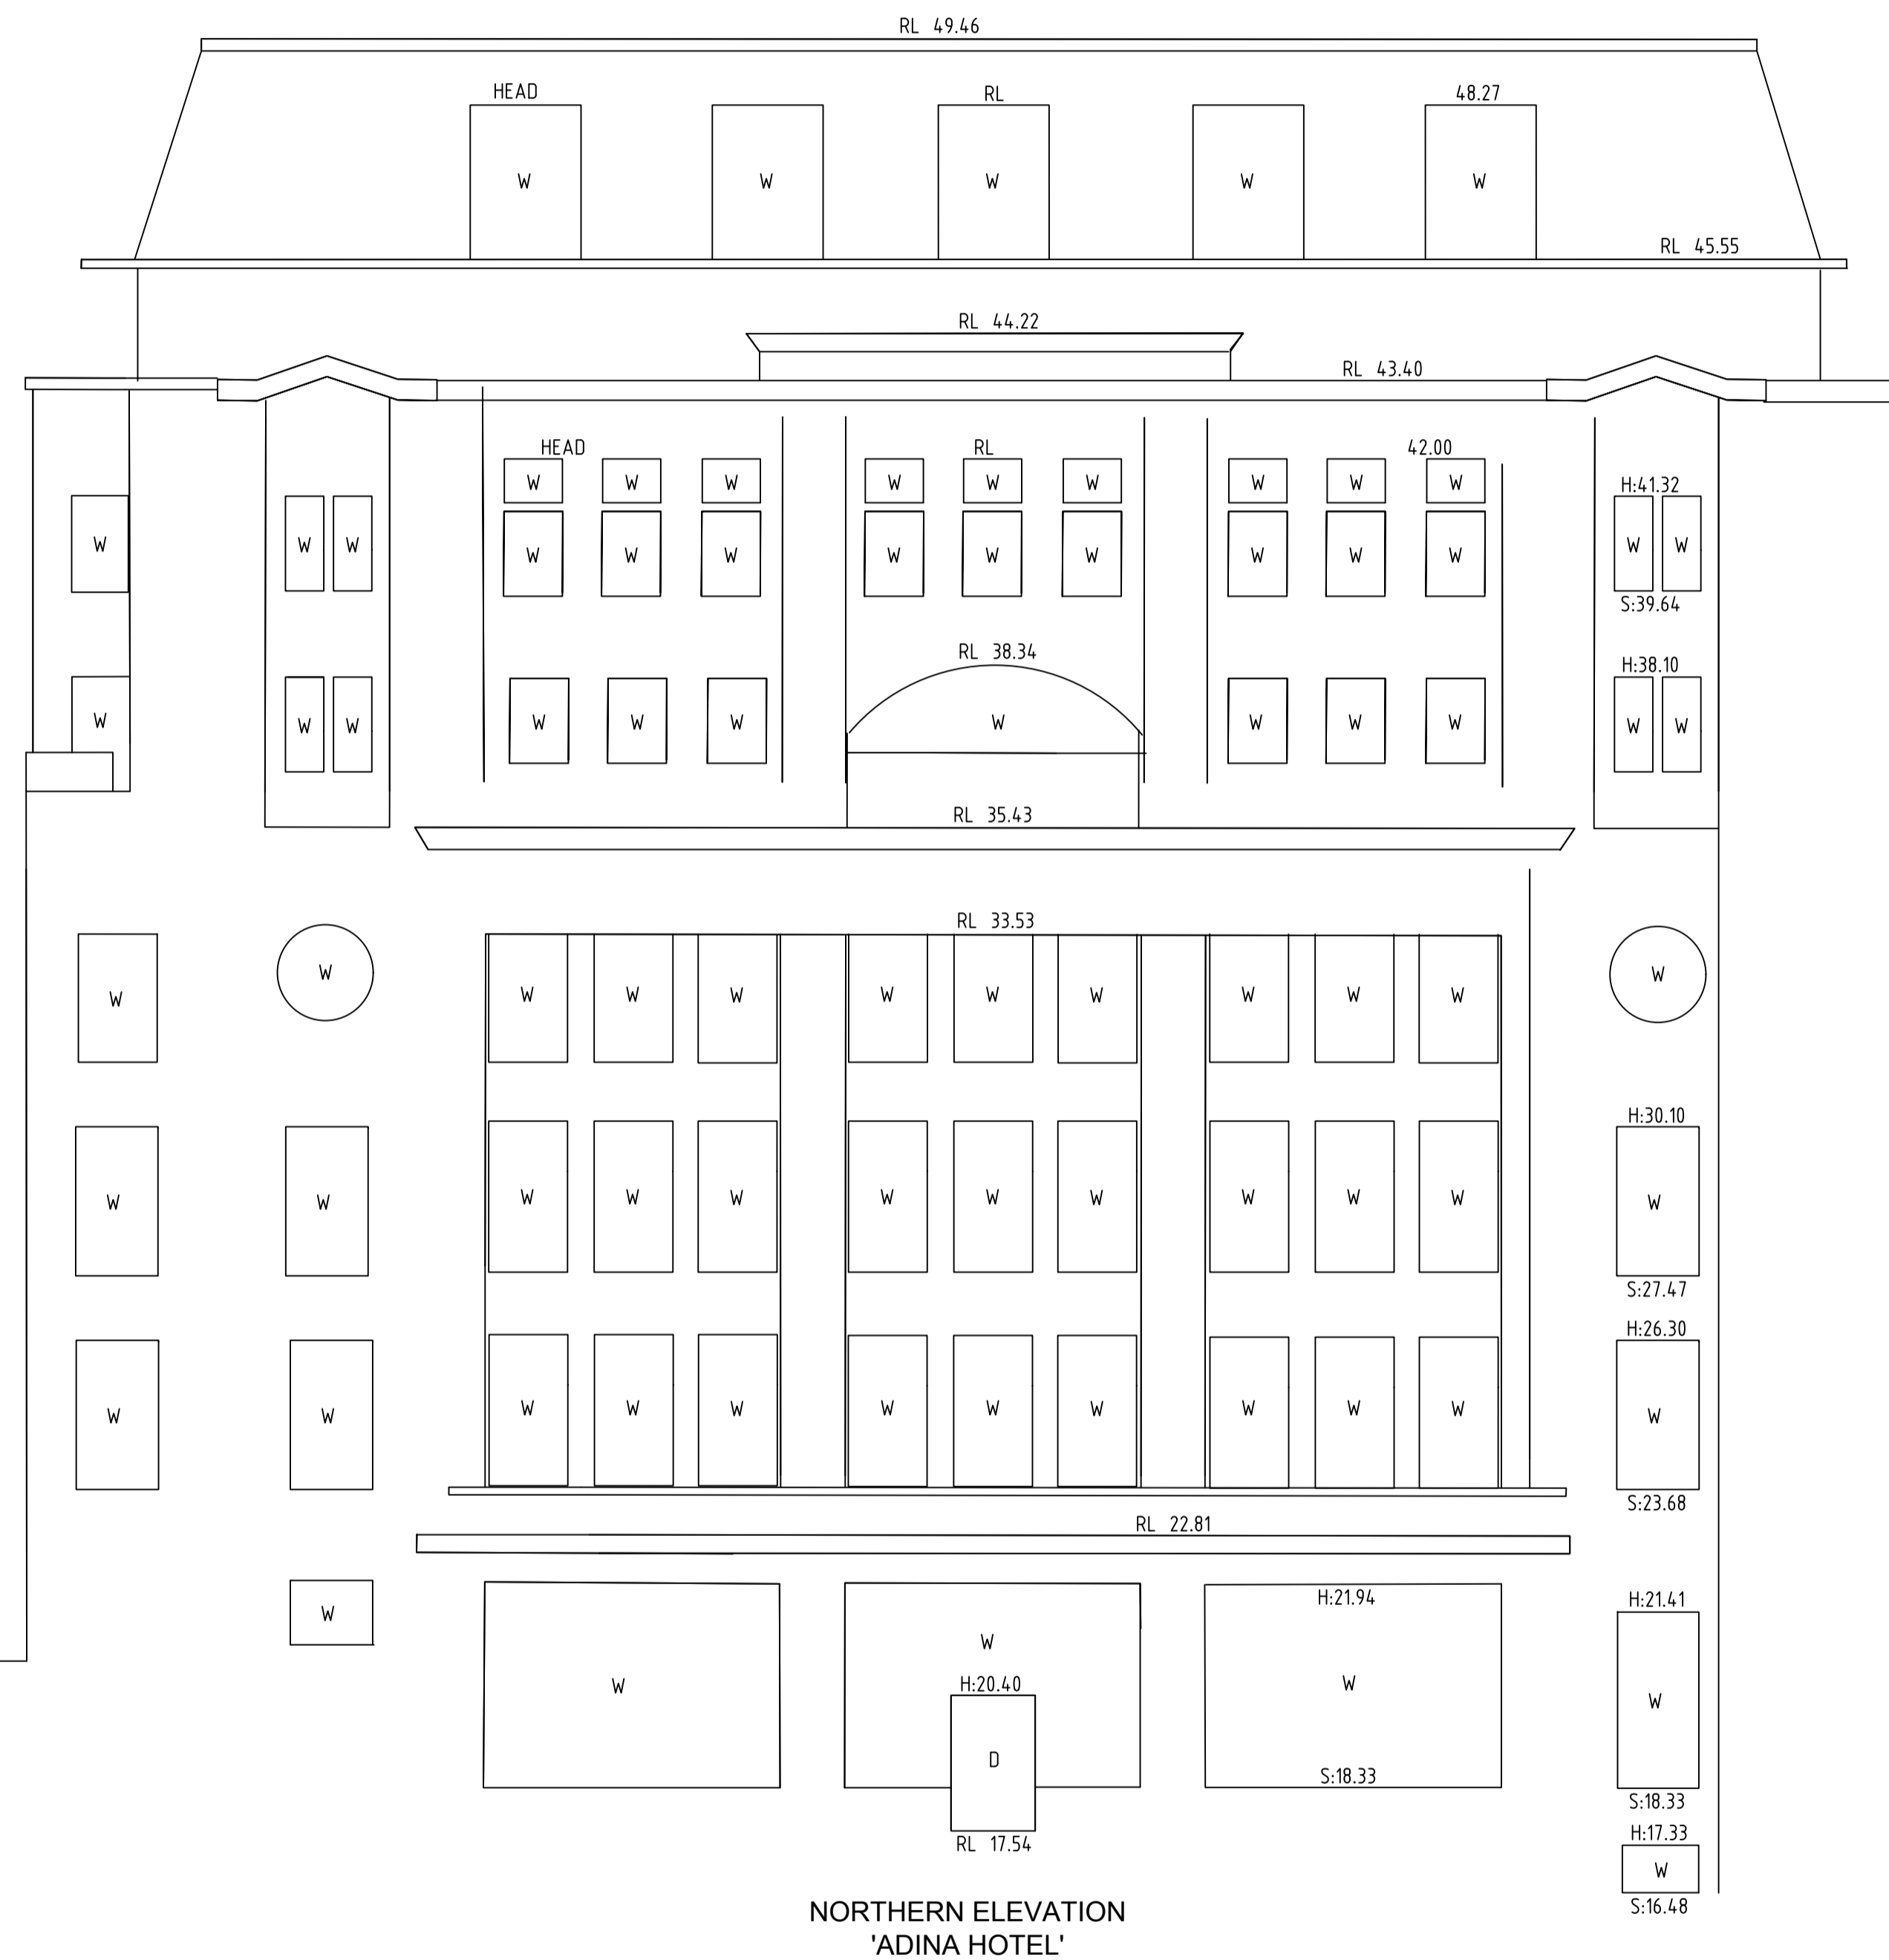 RL 49.46
HEAD RL 48.27
W W W W W
RL 45.55
RL 44.22
RL 43.40
HEAD RL 42.00
W W W W W W W W W
H:41.32
W W W W W W W W W W W W W W
S:39.64
RL 38.34
H:38.10
W W W W W W W W W W W W W W
RL 35.43
RL 33.53
W W W W W W W W W W W W
H:30.10
W W W W W W W W W W W W
S:27.47
H:26.30
W W W W W W W W W W W W
S:23.68
RL 22.81
H:21.94 H:21.41
W
W
H:20.40
W W W
D
S:18.33
S:18.33
H:17.33
RL 17.54
W
S:16.48
NORTHERN ELEVATION
'ADINA HOTEL'